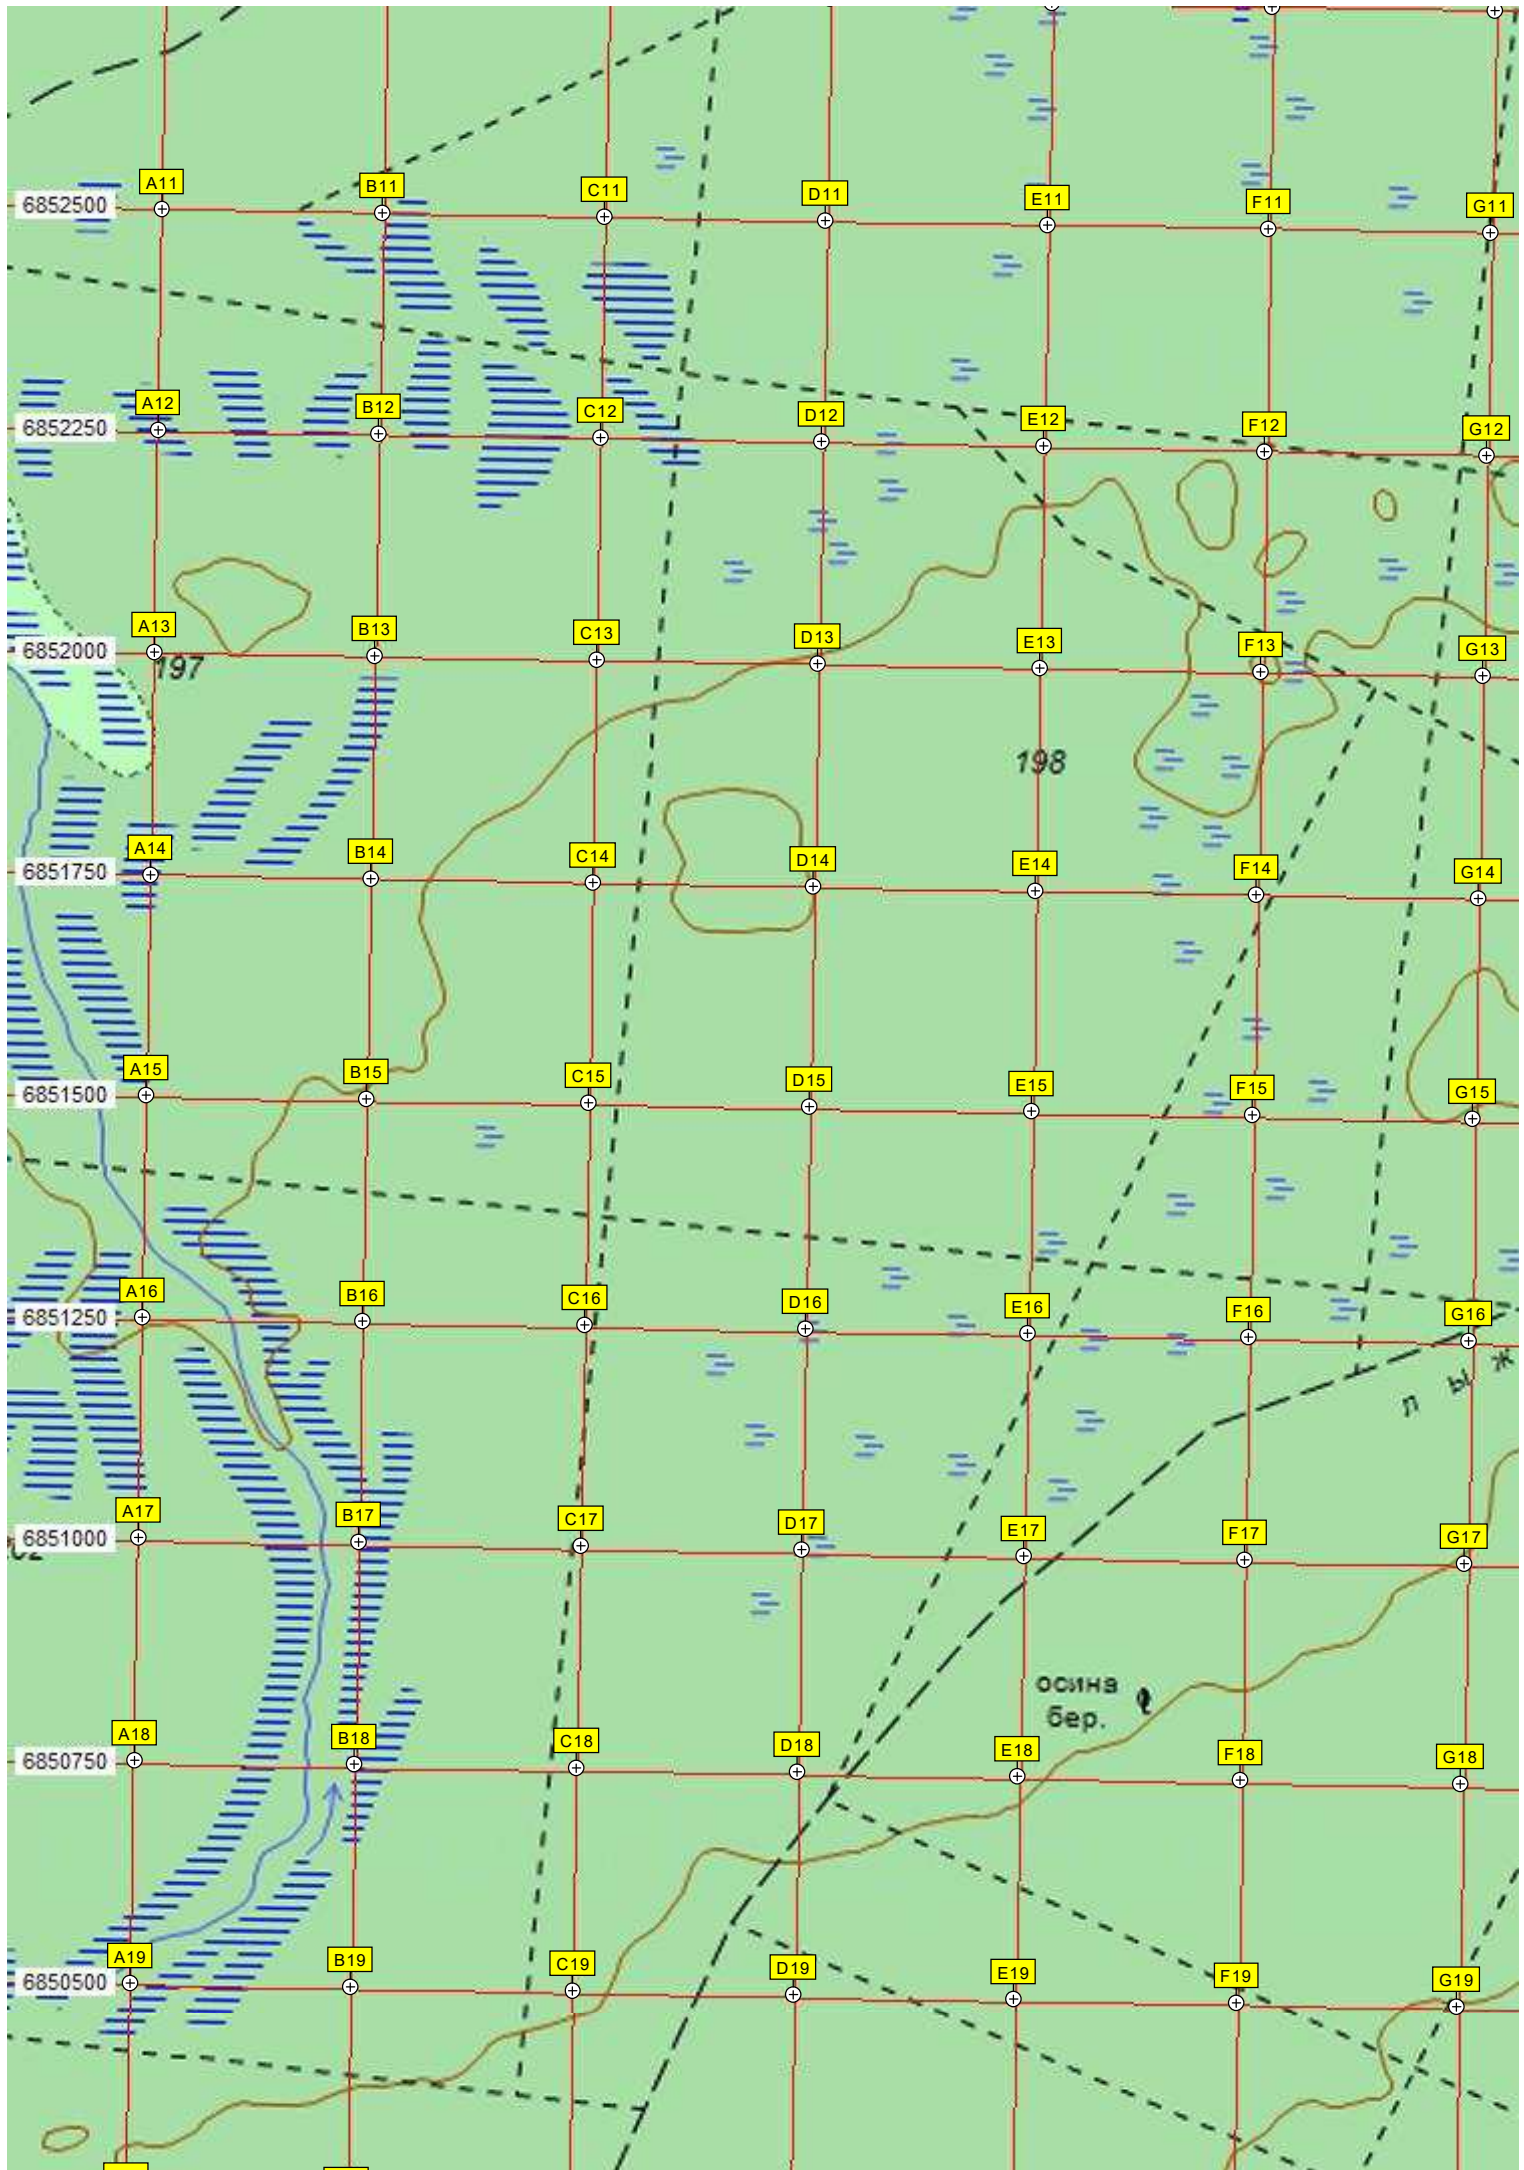 A11 B11 C11 D11 E11 F11 G11
6852500
A12 B12 C12 D12 E12 F12 G12
6852250
A13 B13 C13 D13 E13 F13 G13
6852000
197
198
A14 B14 C14 D14 E14 F14 G14
6851750
A15 B15 C15 D15 E15 F15 G15
6851500
A16 B16 C16 D16 E16 F16 G16
6851250
л ы ж
A17 B17 C17 D17 E17 F17 G17
6851000
осина
бер.
A18 B18 C18 D18 E18 F18 G18
6850750
A19 B19 C19 D19 E19 F19 G19
6850500